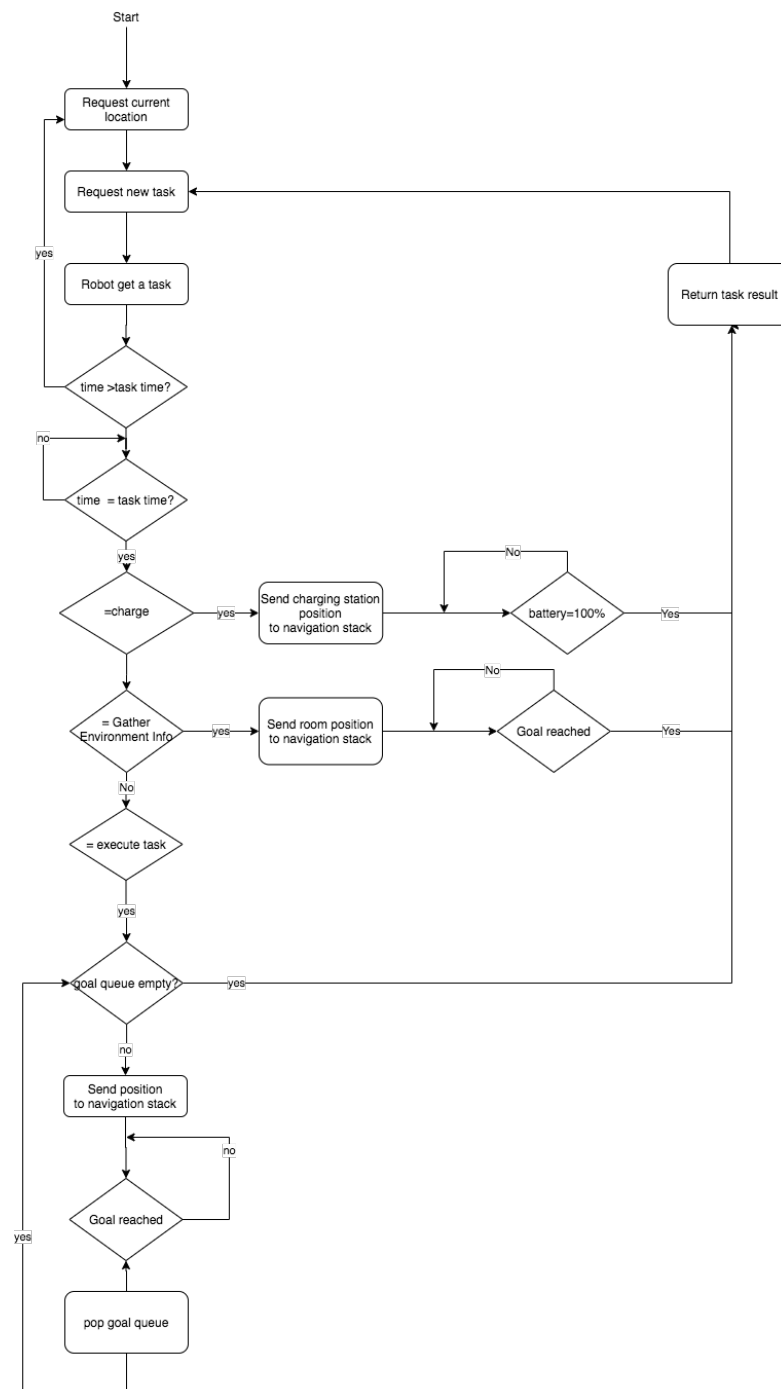 Start
Request current
location
Request new task
yes
Robot get a task
Return task result
time >task time?
no
time = task time?
yes
=charge
yes
Send charging station
position
to navigation stack
No
battery=100%
Yes
= Gather
Environment Info
yes
Send room position
to navigation stack
No
Goal reached
Yes
No
= execute task
yes
goal queue empty?
yes
no
Send position
to navigation stack
no
Goal reached
yes
pop goal queue